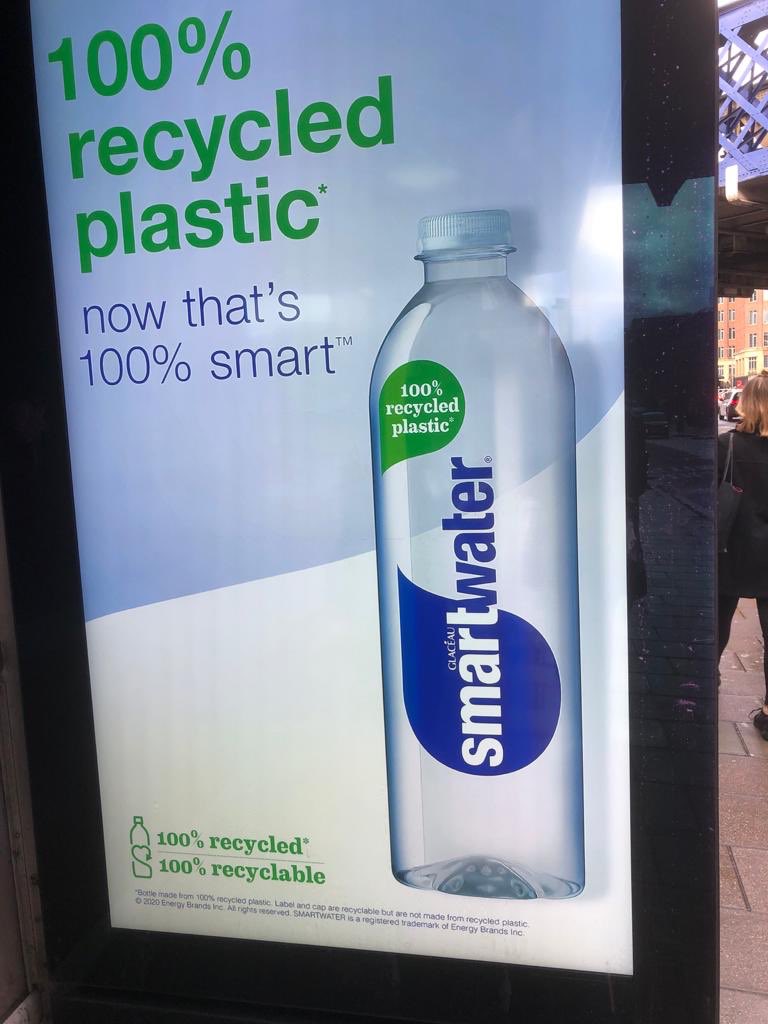 100%
recycled
plastic*
now that's
100% smart™
100%
recycled
plastic*
GLACÉAU
smartwater®
100% recycled*
100% recyclable
*Bottle made from 100% recycled plastic. Label and cap are recyclable but are not made from recycled plastic.
© 2020 Energy Brands Inc. All rights reserved. SMARTWATER is a registered trademark of Energy Brands Inc.